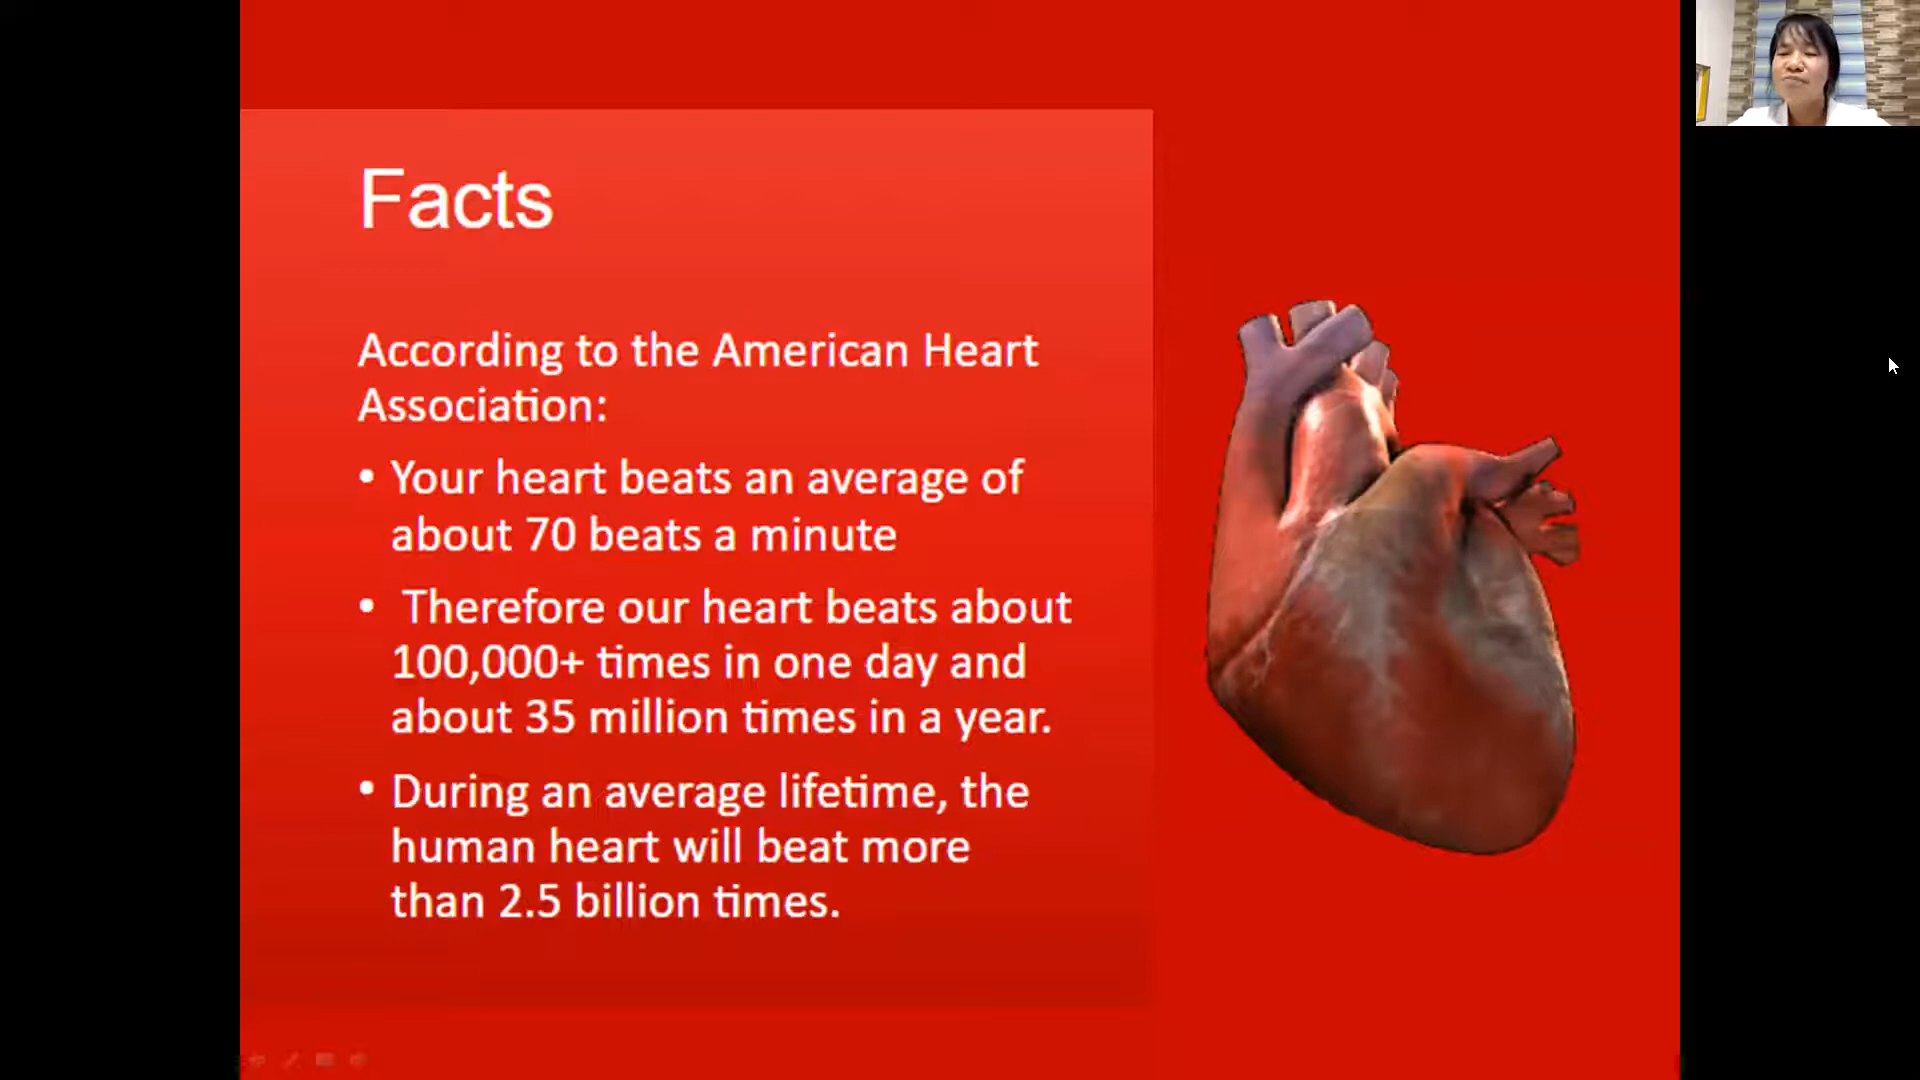 Facts
According to the American Heart
Association:
• Your heart beats an average of
about 70 beats a minute
• Therefore our heart beats about
100,000+ times in one day and
about 35 million times in a year.
• During an average lifetime, the
human heart will beat more
than 2.5 billion times.